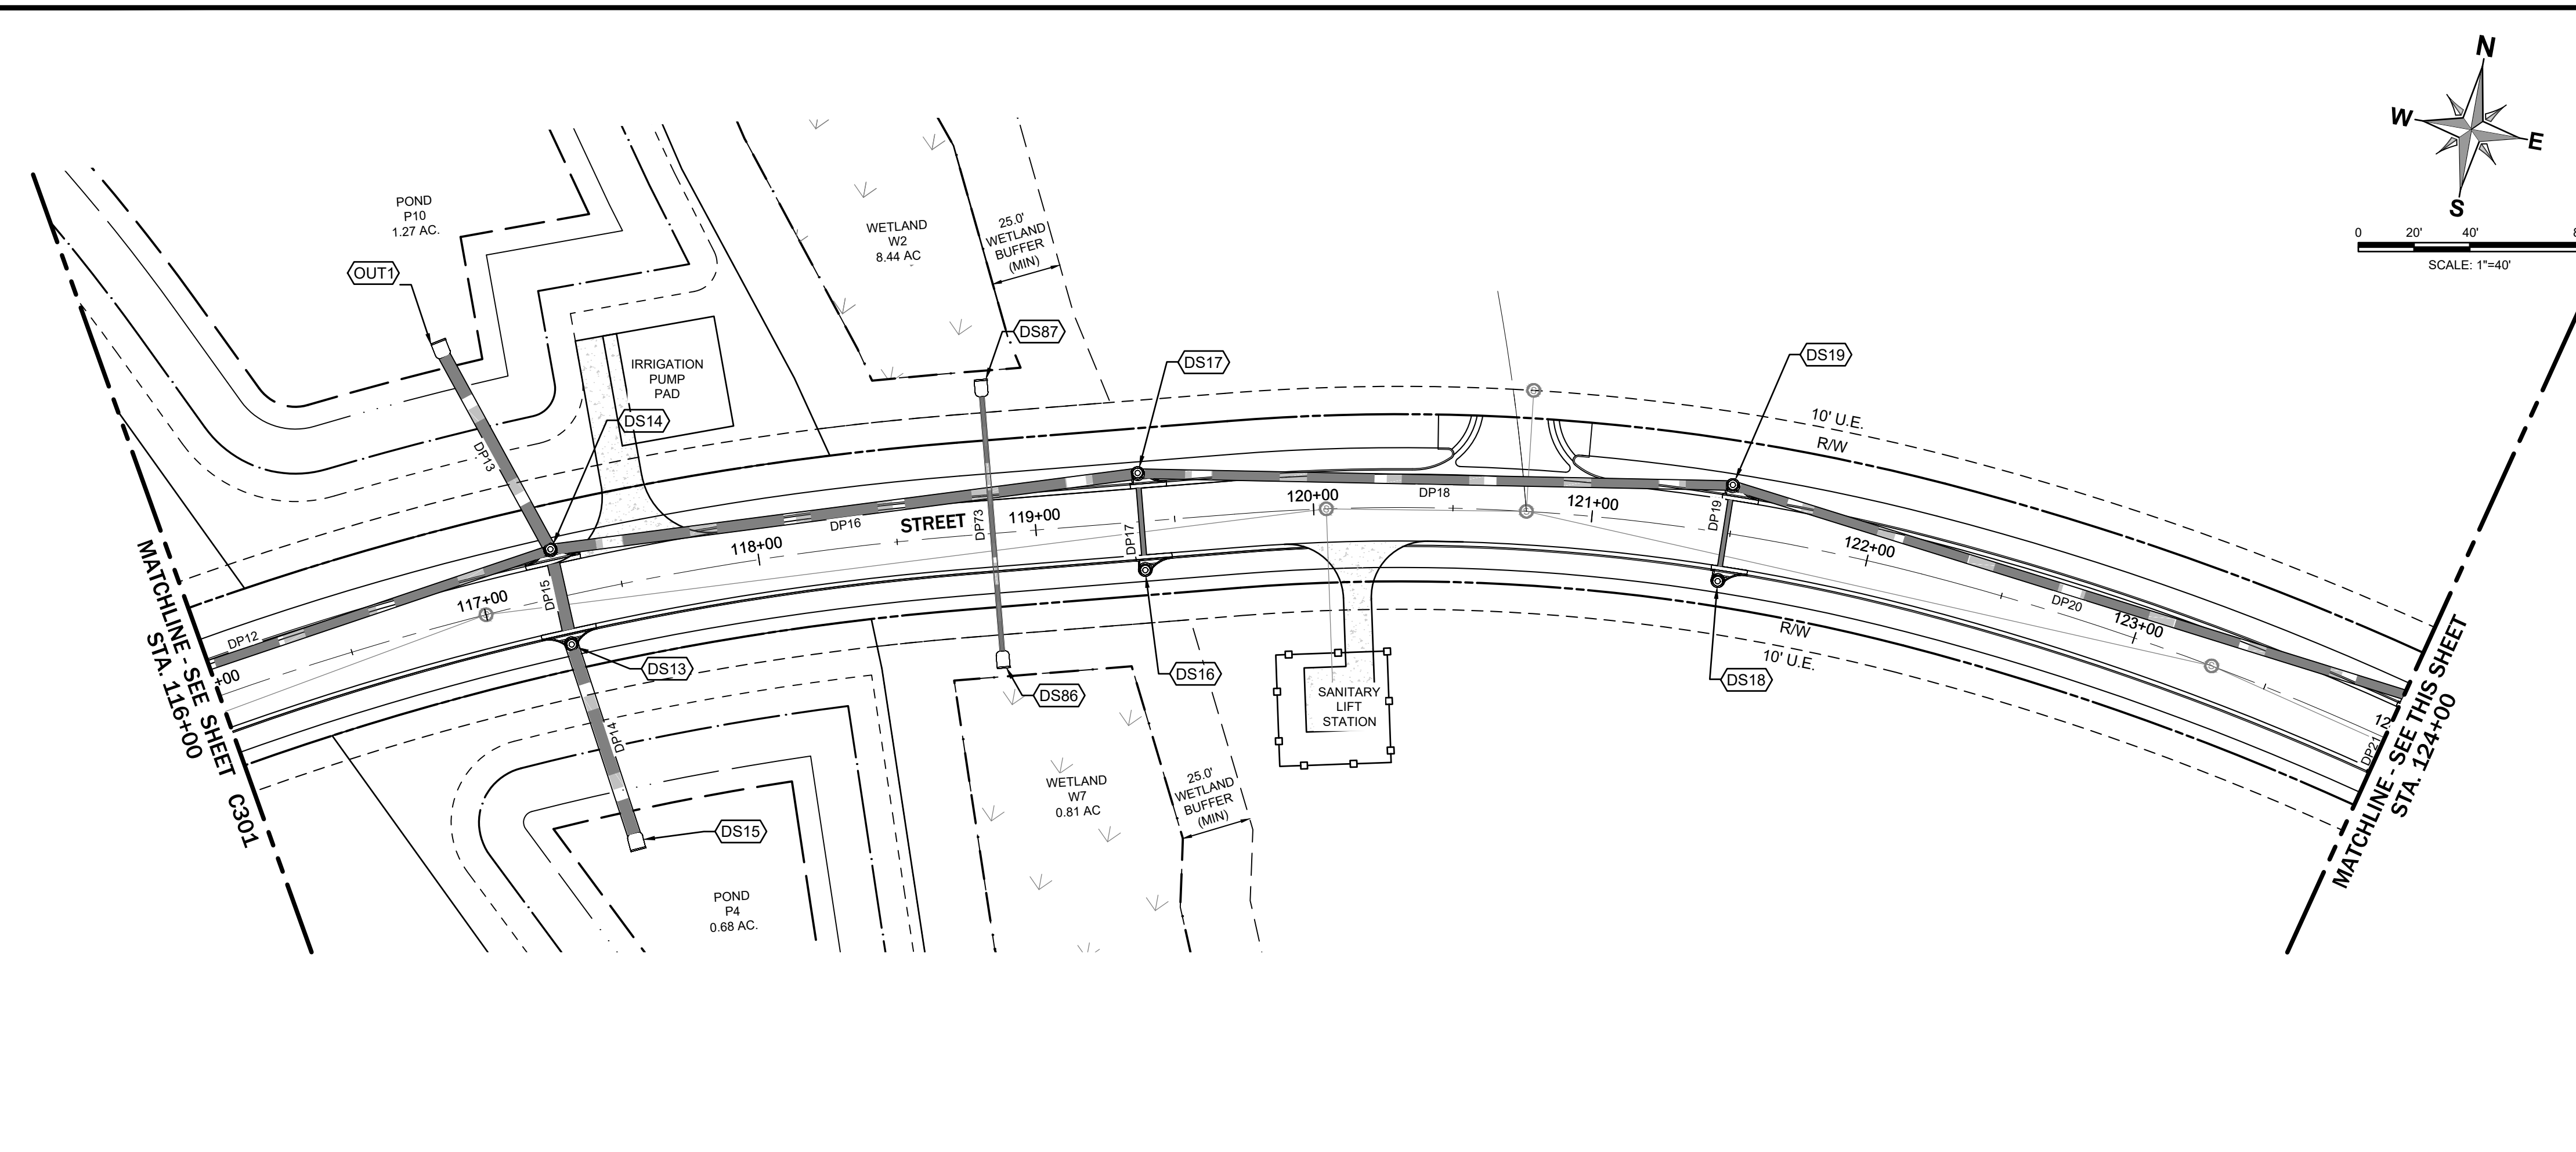 N
W
E
S
0 20' 40' 8
SCALE: 1"=40'
POND
P10
1.27 AC.
OUT1
WETLAND
W2
8.44 AC
25.0'
WETLAND
BUFFER
(MIN)
DS87
DS17
DS19
IRRIGATION
PUMP
PAD
DS14
10' U.E.
R/W
DP13
DP16
STREET
DP73
119+00
120+00
DP18
121+00
DP19
118+00
DP17
122+00
117+00
DP15
DP12
DP20
123+00
+00
MATCHLINE - SEE SHEET C301
STA. 116+00
DS13
DS86
DS16
DS18
R/W
10' U.E.
SANITARY
LIFT
STATION
DP14
DS15
WETLAND
W7
0.81 AC
25.0'
WETLAND
BUFFER
(MIN)
POND
P4
0.68 AC.
12
DP21
MATCHLINE - SEE THIS SHEET
STA. 124+00